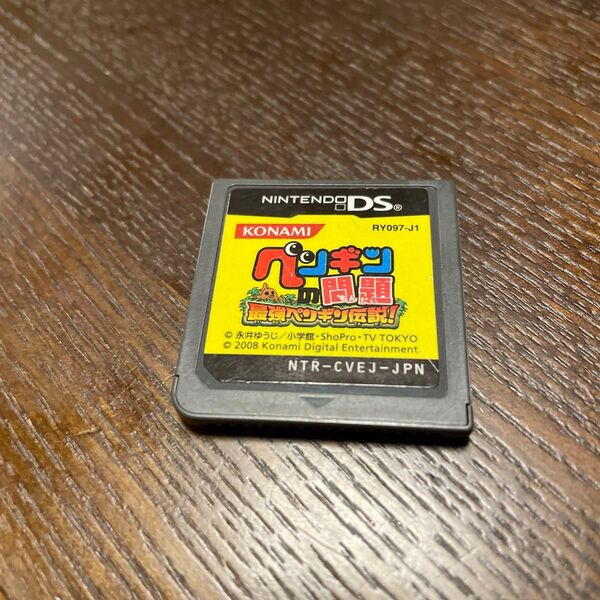 NINTENDO DS®
KONAMI
RY097-J1
ペンギン
の問題
最強ペンギン伝説!
© 永井ゆうじ/小学館・ShoPro・TV TOKYO
© 2008 Konami Digital Entertainment
NTR-CVEJ-JPN